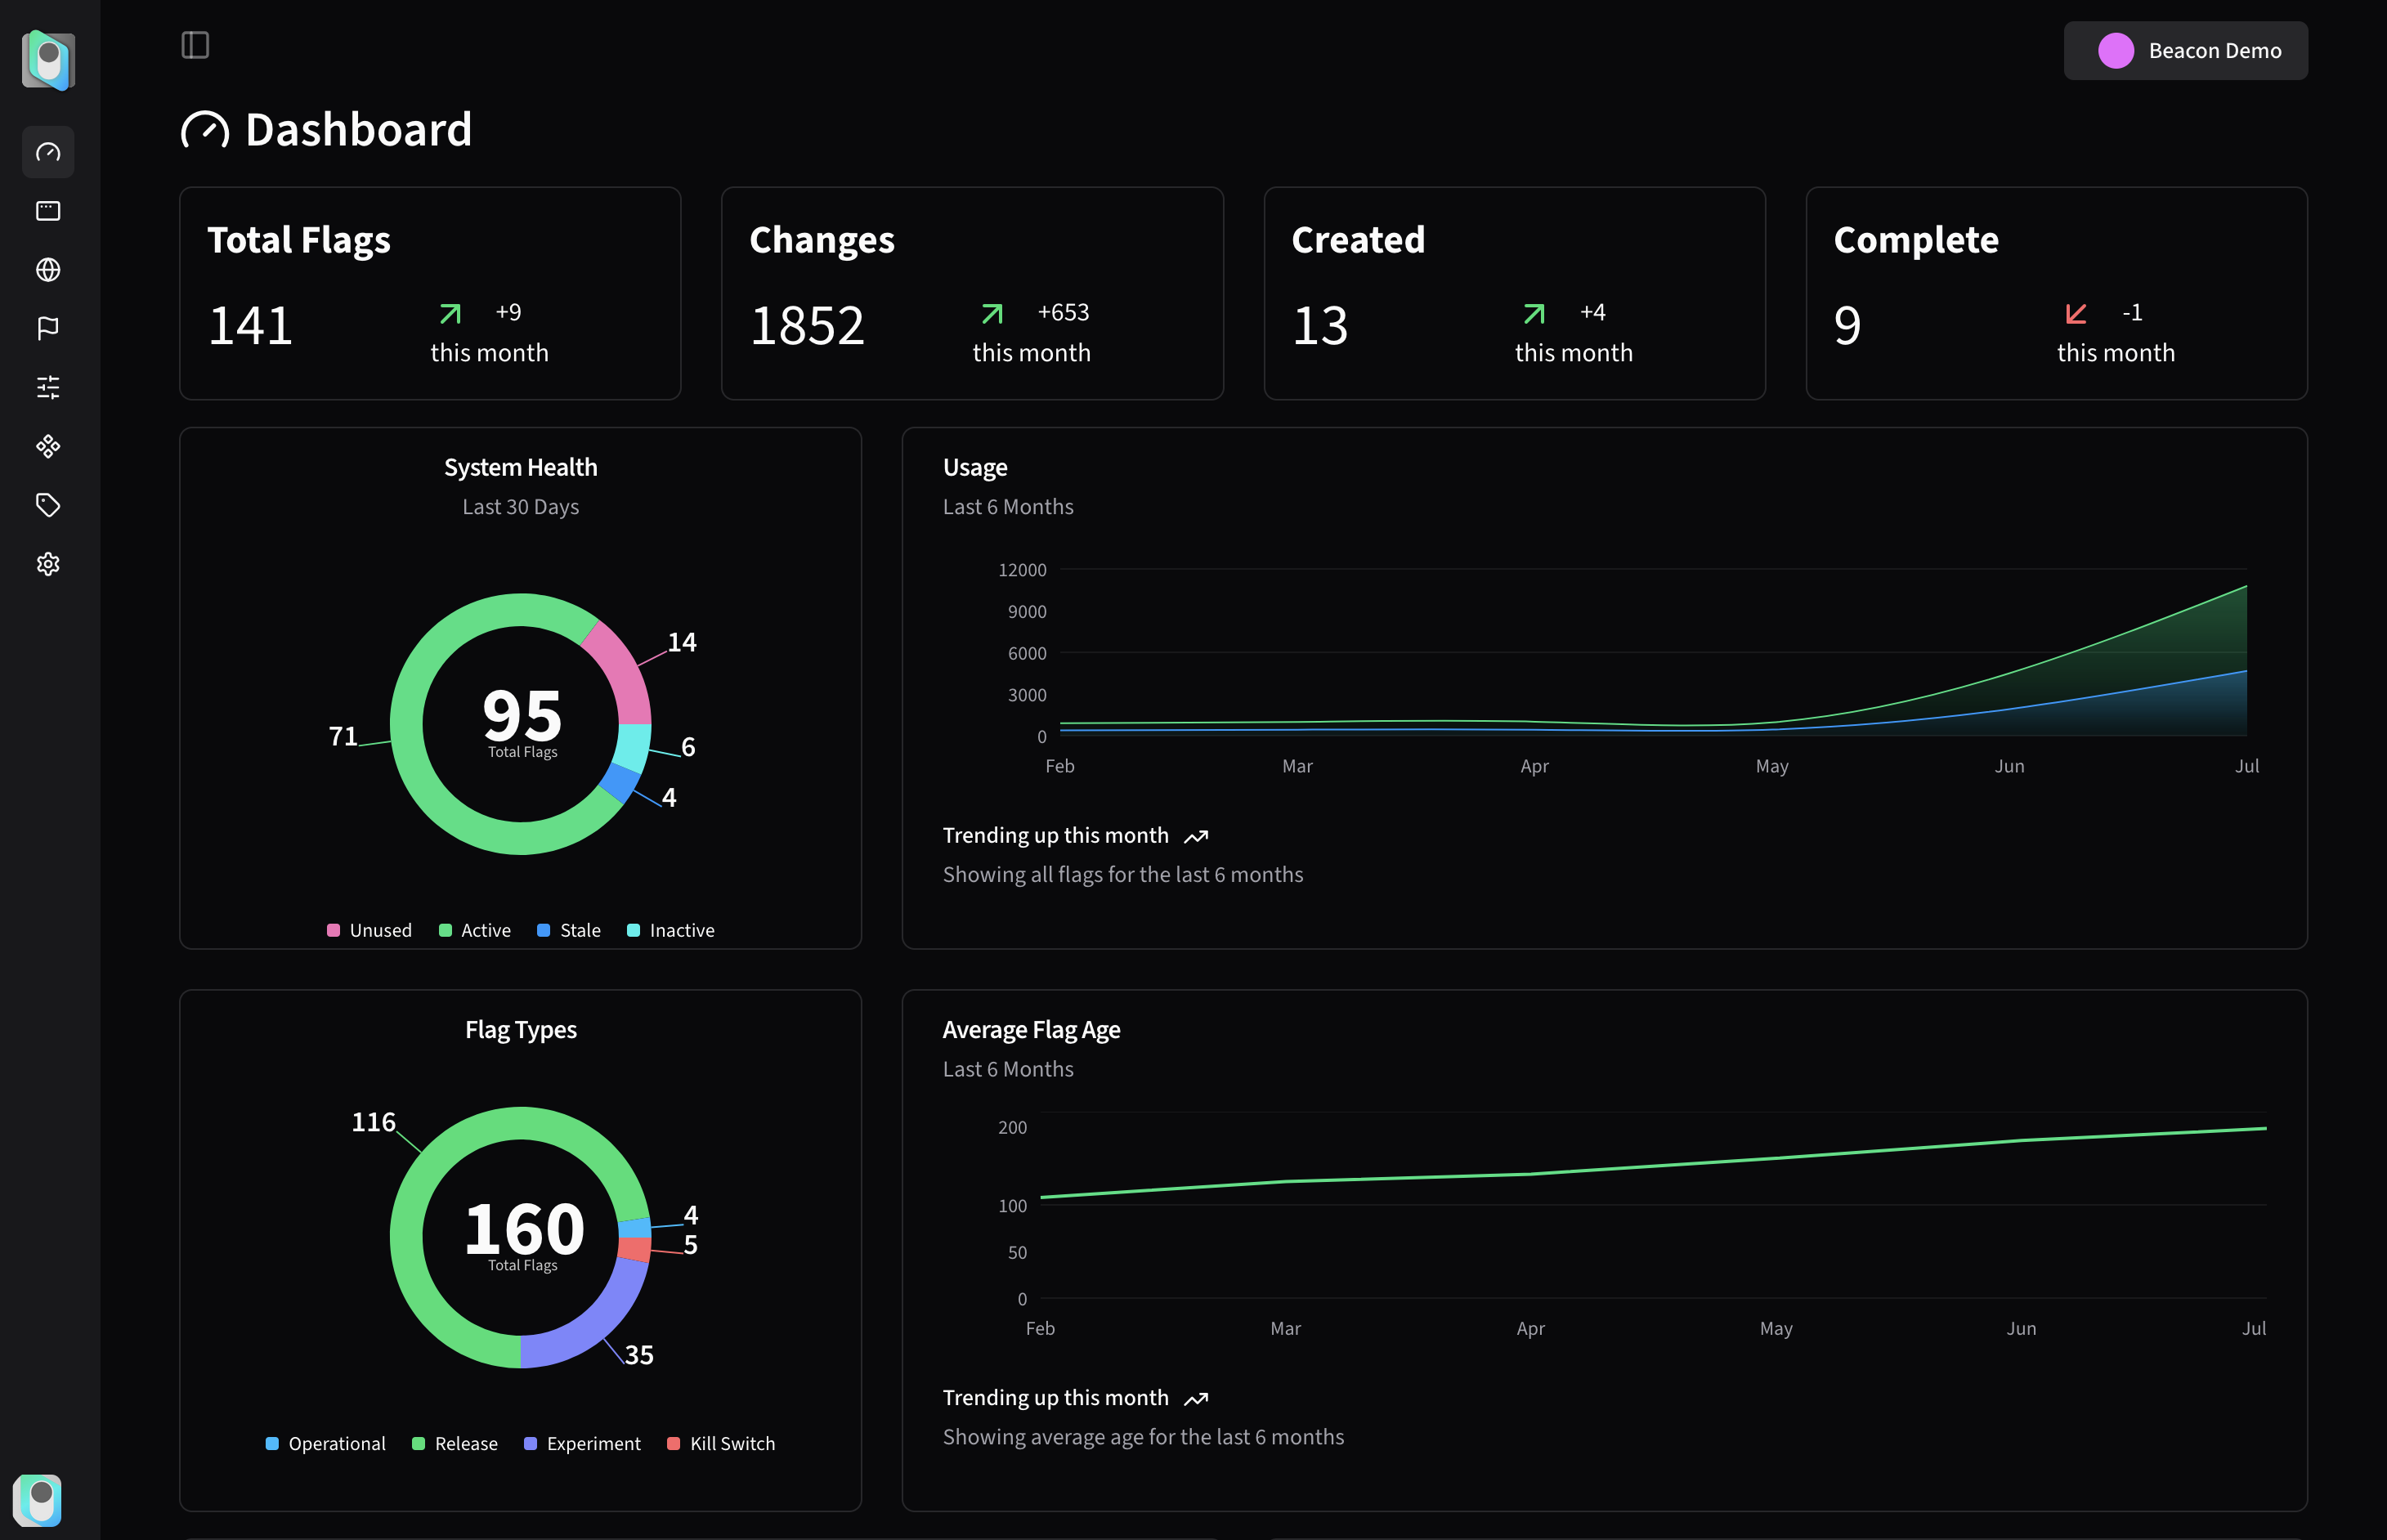 Beacon Demo
Dashboard
Total Flags
141
+9
this month
Changes
1852
+653
this month
Created
13
+4
this month
Complete
9
-1
this month
System Health
Last 30 Days
14
6
4
71
95
Total Flags
Unused
Active
Stale
Inactive
Usage
Last 6 Months
12000
9000
6000
3000
0
Feb
Mar
Apr
May
Jun
Jul
Trending up this month
Showing all flags for the last 6 months
Flag Types
116
4
5
35
160
Total Flags
Operational
Release
Experiment
Kill Switch
Average Flag Age
Last 6 Months
200
100
50
0
Feb
Mar
Apr
May
Jun
Jul
Trending up this month
Showing average age for the last 6 months